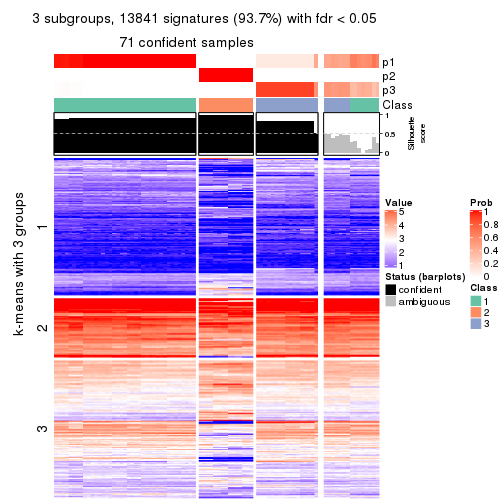 3 subgroups, 13841 signatures (93.7%) with fdr < 0.05
71 confident samples
p1
p2
p3
Class
1
0.5
0
Silhouette
score
k-means with 3 groups
1
2
3
Value
5
4
3
2
1
Status (barplots)
confident
ambiguous
Prob
1
0.8
0.6
0.4
0.2
0
Class
1
2
3